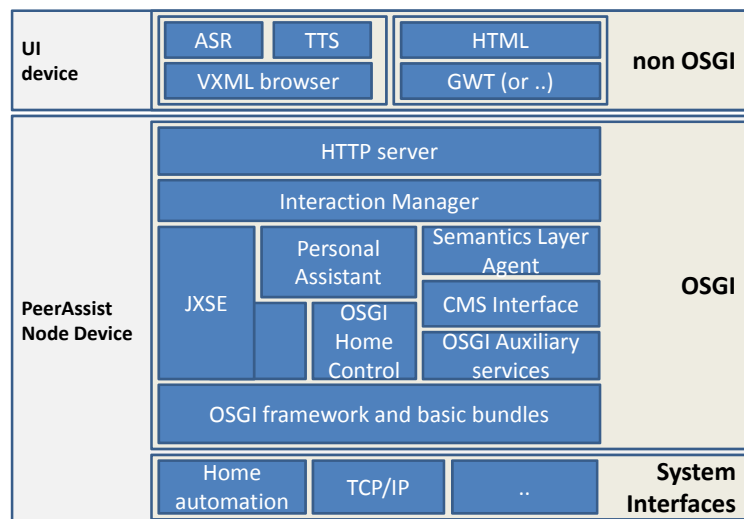 UI
device
ASR
TTS
VXML browser
HTML
GWT (or ..)
non OSGI
PeerAssist
Node Device
HTTP server
Interaction Manager
JXSE
Personal
Assistant
Semantics Layer
Agent
CMS Interface
OSGI
Home
Control
OSGI Auxiliary
services
OSGI framework and basic bundles
OSGI
Home
automation
TCP/IP
..
System
Interfaces